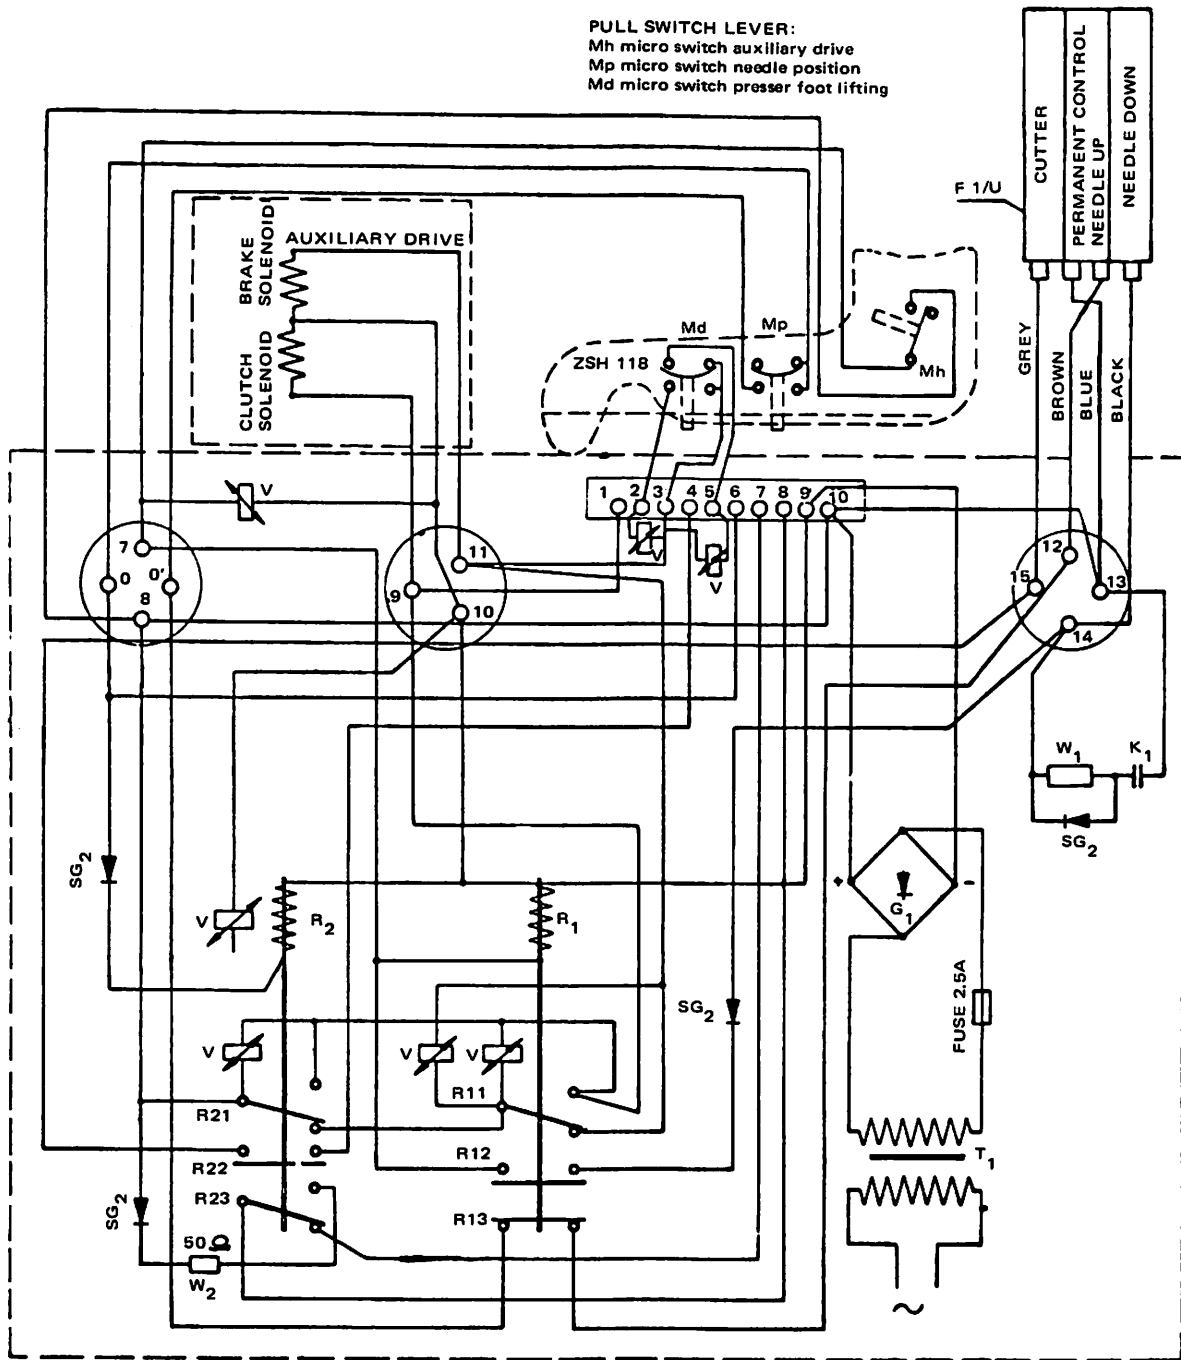 PULL SWITCH LEVER:
Mh micro switch auxiliary drive
Mp micro switch needle position
Md micro switch presser foot lifting
CUTTER
PERMANENT CONTROL
NEEDLE UP
NEEDLE DOWN
F 1/U
AUXILIARY DRIVE
BRAKE
SOLENOID
CLUTCH
SOLENOID
Md
Mp
ZSH 118
Mh
GREY
BROWN
BLUE
BLACK
V
1 2 3 4 5 6 7 8 9 10
V
V
7
0
0'
8
11
9
10
12
15
13
14
W1
K1
SG2
SG2
V
R2
R1
+
-
G1
SG2
FUSE 2.5A
V
V
V
R21
R11
R22
R12
R23
R13
T1
SG2
50 Ω
W2
~